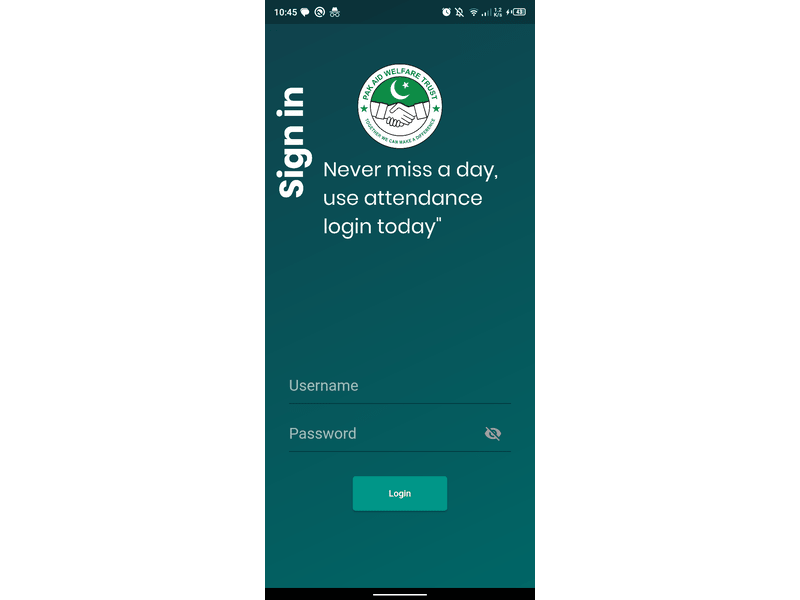 10:45
1.2
K/s
43
PAK AID WELFARE TRUST
TOGETHER WE CAN MAKE A DIFFERENCE
Sign in
Never miss a day,
use attendance
login today"
Username
Password
Login